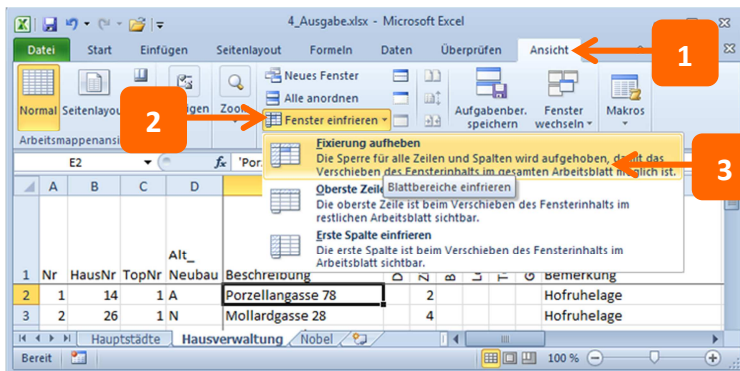 4_Ausgabe.xlsx - Microsoft Excel
Datei Start Einfügen Seitenlayout Formeln Daten Überprüfen Ansicht 1
Neues Fenster
Alle anordnen
Fenster einfrieren
Normal Zoom Aufgabenber. speichern Fenster wechseln Makros
2
Fixierung aufheben
Die Sperre für alle Zeilen und Spalten wird aufgehoben, damit das
Verschieben des Fensterinhalts im gesamten Arbeitsblatt möglich ist.
3
E2 fx
Oberste Zeile
Blattbereiche einfrieren
Die oberste Zeile ist beim Verschieben des Fensterinhalts im
restlichen Arbeitsblatt sichtbar.
Erste Spalte einfrieren
Die erste Spalte ist beim Verschieben des Fensterinhalts im
Arbeitsblatt sichtbar.
A B C D
1 Nr HausNr TopNr Alt_ Neubau Beschreibung Bemerkung
2 1 14 1 A Porzellangasse 78 2 Hofruhelage
3 2 26 1 N Mollardgasse 28 4 Hofruhelage
Hauptstädte Hausverwaltung Nobel
Bereit 100 %